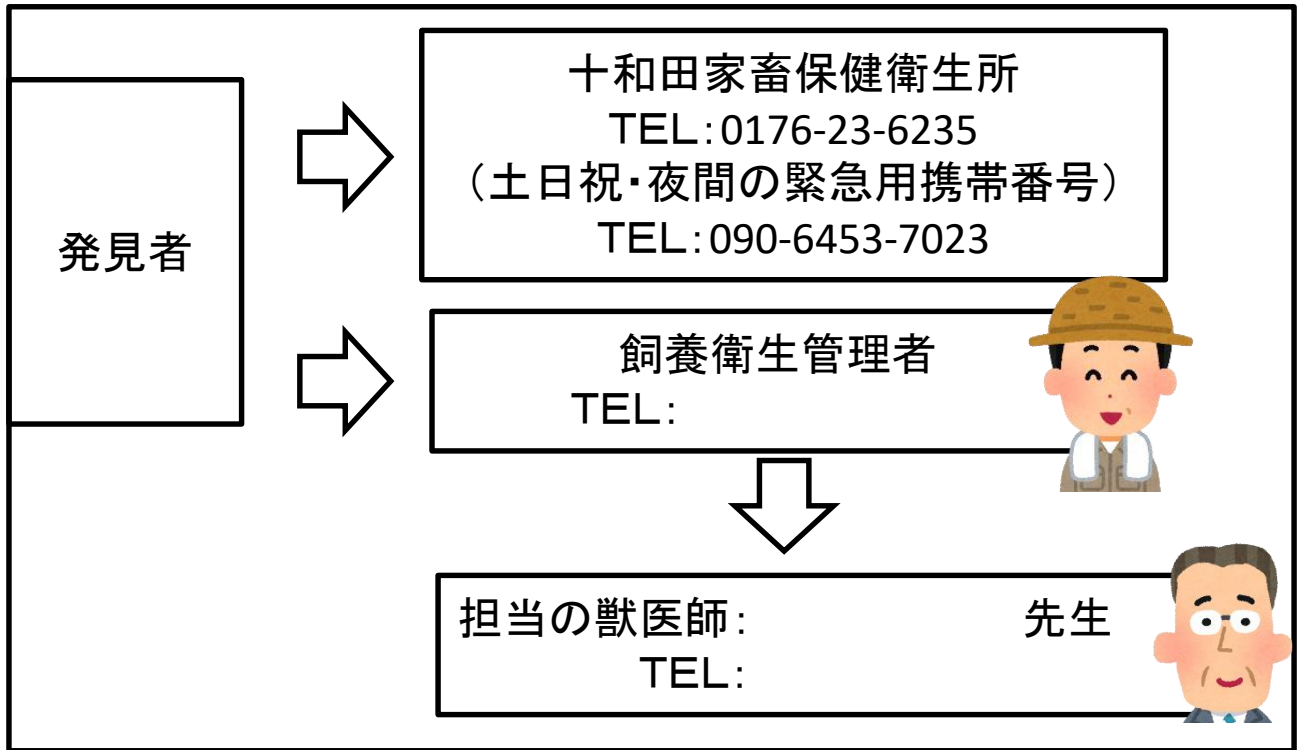 発見者
十和田家畜保健衛生所
TEL:0176-23-6235
(土日祝・夜間の緊急用携帯番号)
TEL:090-6453-7023
飼養衛生管理者
TEL:
担当の獣医師: 先生
TEL: